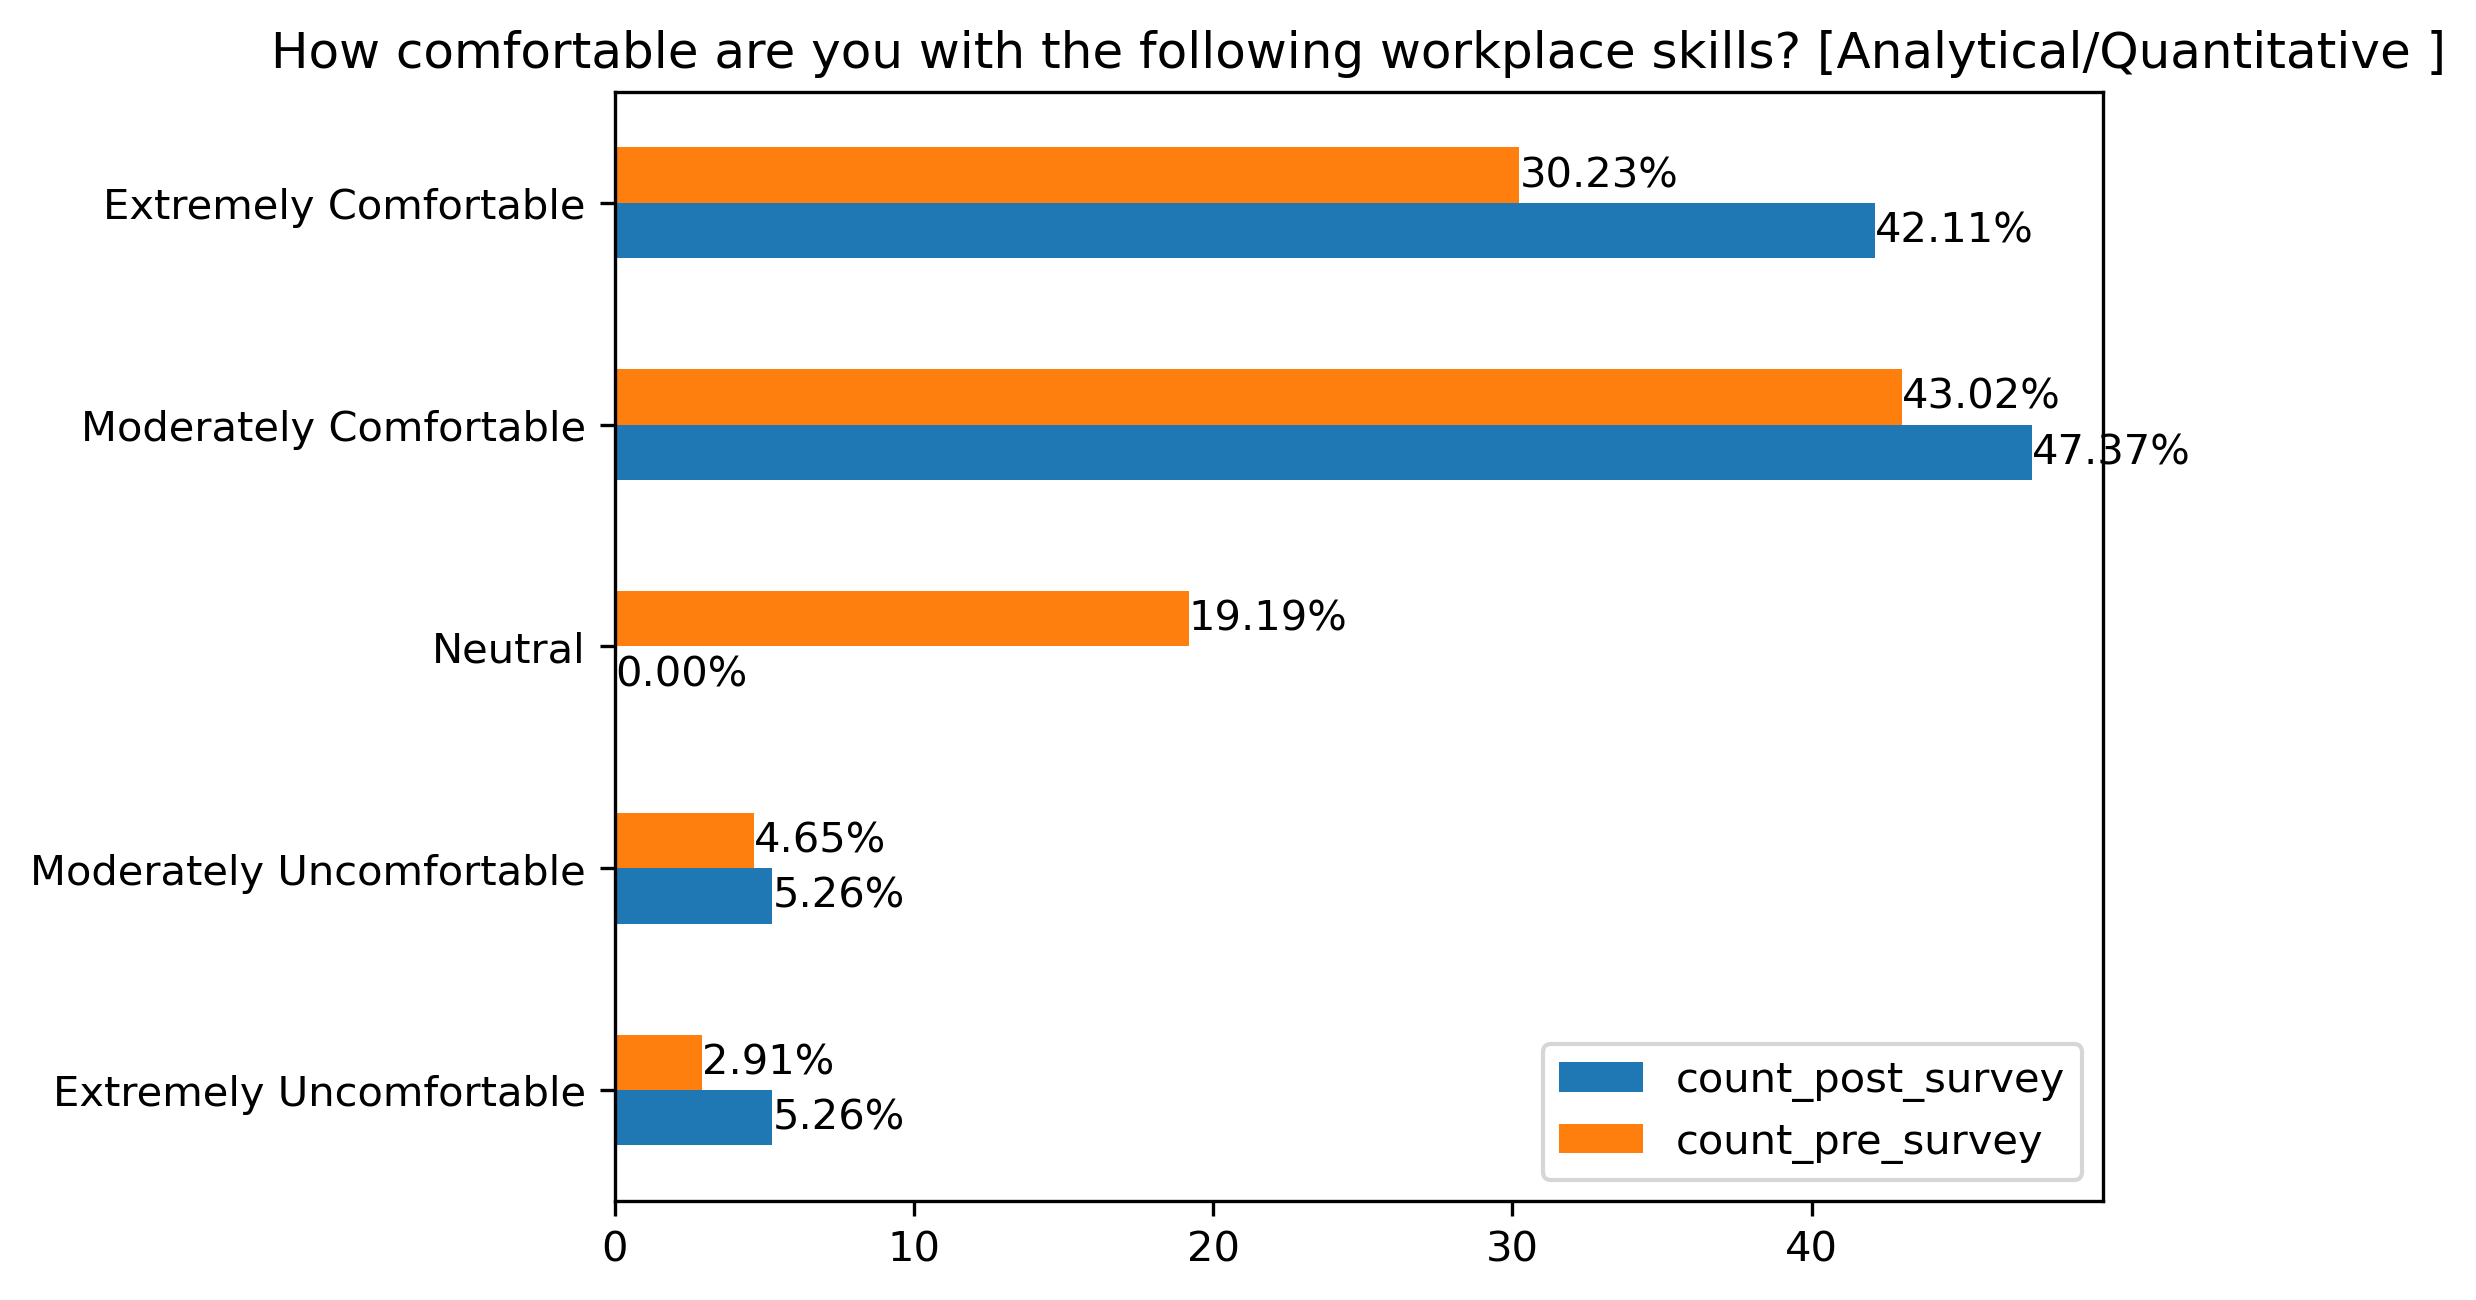 How comfortable are you with the following workplace skills? [Analytical/Quantitative ]
Extremely Comfortable
30.23%
42.11%
Moderately Comfortable
43.02%
47.37%
Neutral
19.19%
0.00%
Moderately Uncomfortable
4.65%
5.26%
Extremely Uncomfortable
2.91%
5.26%
count_post_survey
count_pre_survey
0 10 20 30 40